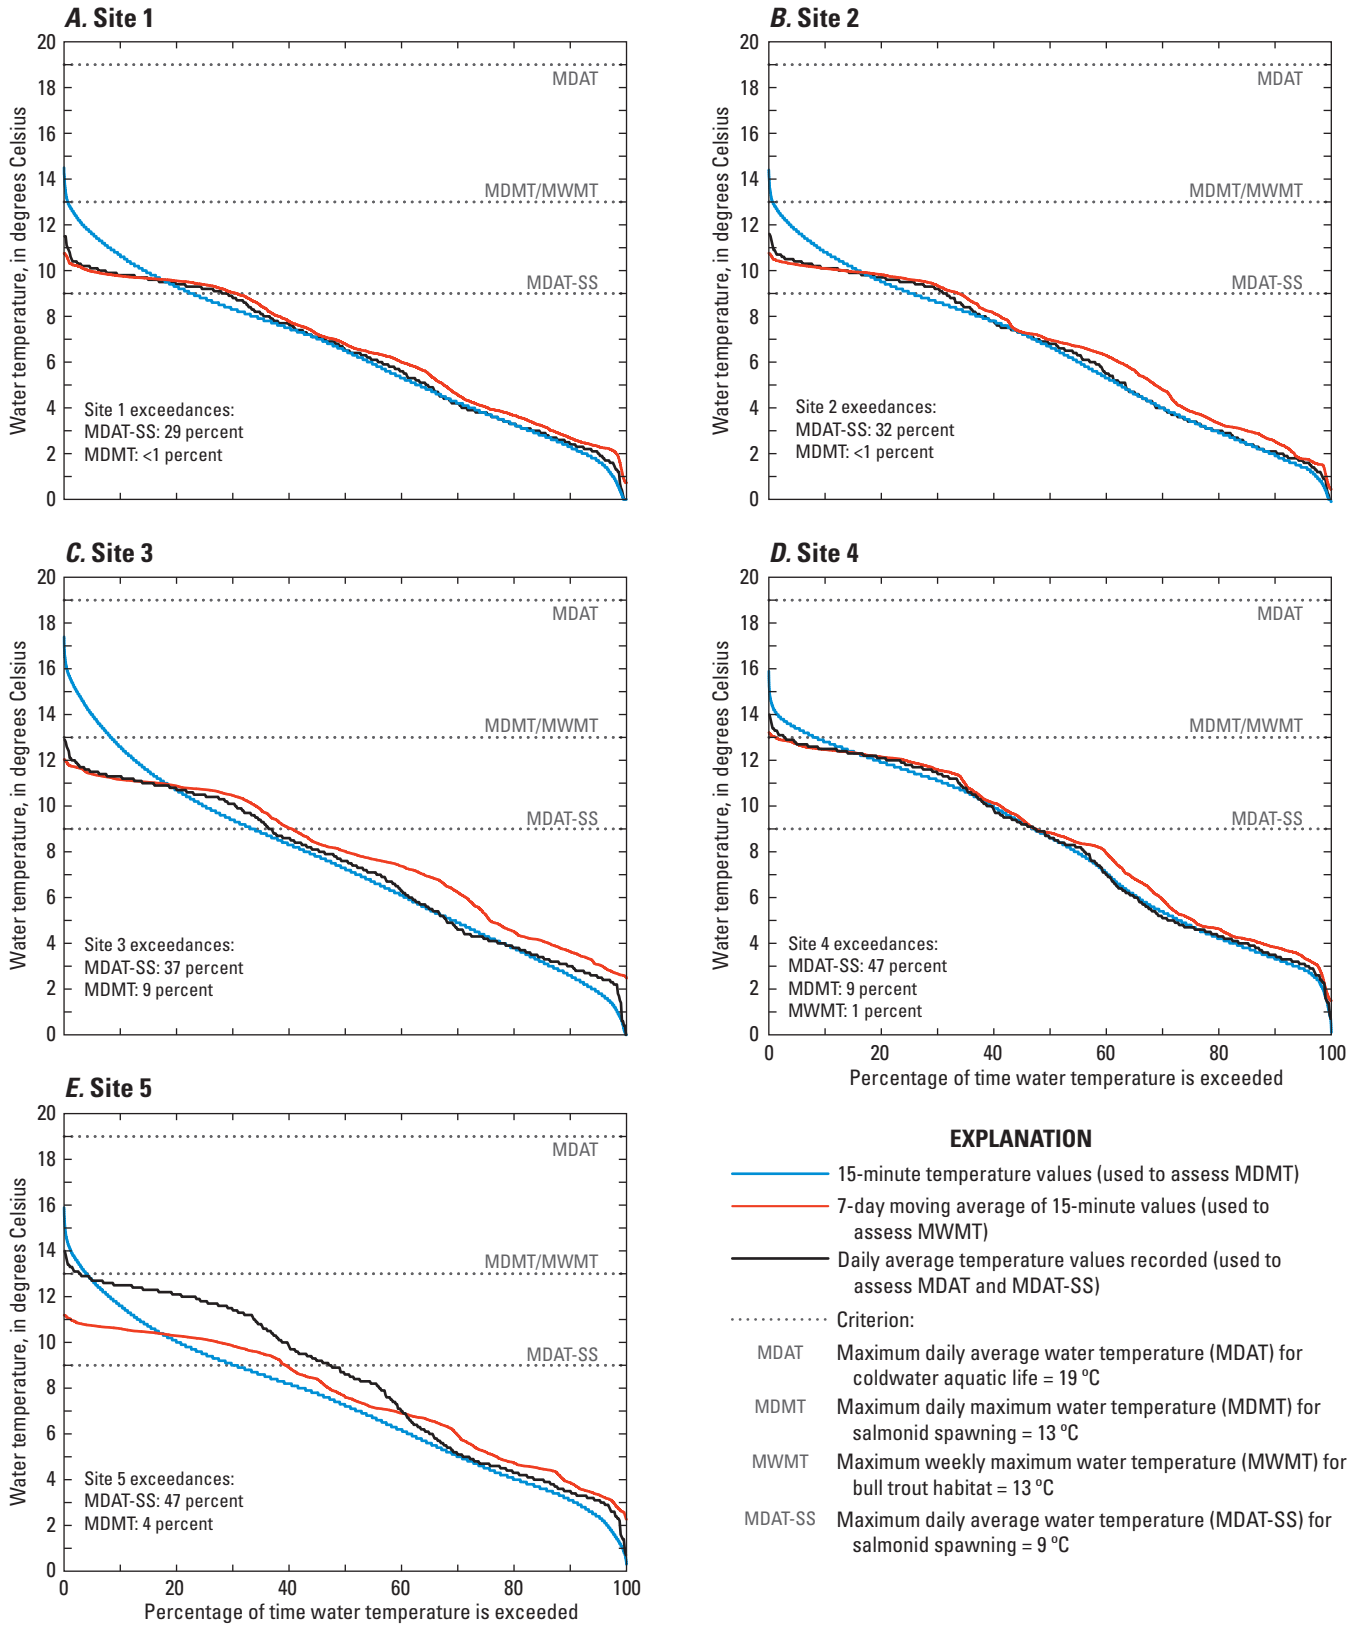 A. Site 1
20
18
16
14
12
10
8
6
4
2
0
Water temperature, in degrees Celsius
MDAT
MDMT/MWMT
MDAT-SS
Site 1 exceedances:
MDAT-SS: 29 percent
MDMT: <1 percent
B. Site 2
20
18
16
14
12
10
8
6
4
2
0
Water temperature, in degrees Celsius
MDAT
MDMT/MWMT
MDAT-SS
Site 2 exeedances:
MDAT-SS: 32 percent
MDMT: <1 percent
C. Site 3
20
18
16
14
12
10
8
6
4
2
0
Water temperature, in degrees Celsius
MDAT
MDMT/MWMT
MDAT-SS
Site 3 exceedances:
MDAT-SS: 37 percent
MDMT: 9 percent
D. Site 4
20
18
16
14
12
10
8
6
4
2
0
Water temperature, in degrees Celsius
MDAT
MDMT/MWMT
MDAT-SS
Site 4 exceedances:
MDAT-SS: 47 percent
MDMT: 9 percent
MWMT: 1 percent
0 20 40 60 80 100
Percentage of time water temperature is exceeded
E. Site 5
20
18
16
14
12
10
8
6
4
2
0
Water temperature, in degrees Celsius
MDAT
MDMT/MWMT
MDAT-SS
Site 5 exceedances:
MDAT-SS: 47 percent
MDMT: 4 percent
0 20 40 60 80 100
Percentage of time water temperature is exceeded
EXPLANATION
15-minute temperature values (used to assess MDMT)
7-day moving average of 15-minute values (used to
assess MWMT)
Daily average temperature values recorded (used to
assess MDAT and MDAT-SS)
Criterion:
MDAT Maximum daily average water temperature (MDAT) for
coldwater aquatic life = 19 ºC
MDMT Maximum daily maximum water temperature (MDMT) for
salmonid spawning = 13 ºC
MWMT Maximum weekly maximum water temperature (MWMT) for
bull trout habitat = 13 ºC
MDAT-SS Maximum daily average water temperature (MDAT-SS) for
salmonid spawning = 9 ºC